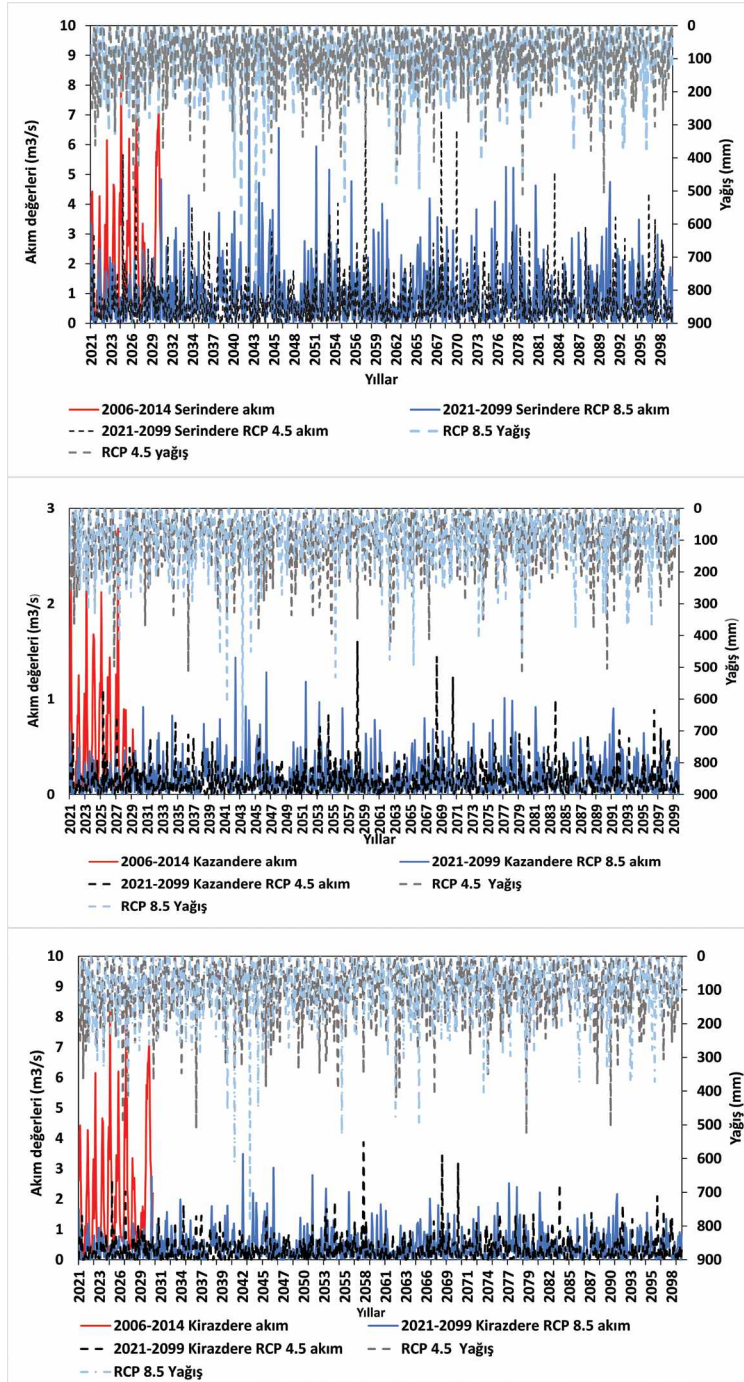 10
9
8
7
6
5
4
3
2
1
0
Akım değerleri (m3/s)
0
100
200
300
400
500
600
700
800
900
Yağış (mm)
2021 2023 2026 2029 2032 2034 2037 2040 2043 2045 2048 2051 2054 2056 2059 2062 2065 2067 2070 2073 2076 2078 2081 2084 2087 2089 2092 2095 2098
Yıllar
2006-2014 Serindere akım
2021-2099 Serindere RCP 8.5 akım
2021-2099 Serindere RCP 4.5 akım
RCP 8.5 Yağış
RCP 4.5 yağış
3
2
1
0
Akım değerleri (m3/s)
0
100
200
300
400
500
600
700
800
900
Yağış (mm)
2021 2023 2025 2027 2029 2031 2033 2035 2037 2039 2041 2043 2045 2047 2049 2051 2053 2055 2057 2059 2061 2063 2065 2067 2069 2071 2073 2075 2077 2079 2081 2083 2085 2087 2089 2091 2093 2095 2097 2099
Yıllar
2006-2014 Kazandere akım
2021-2099 Kazandere RCP 8.5 akım
2021-2099 Kazandere RCP 4.5 akım
RCP 4.5 Yağış
RCP 8.5 Yağış
10
9
8
7
6
5
4
3
2
1
0
Akım değerleri (m3/s)
0
100
200
300
400
500
600
700
800
900
Yağış (mm)
2021 2023 2026 2029 2031 2034 2037 2039 2042 2045 2047 2050 2053 2055 2058 2061 2063 2066 2069 2071 2074 2077 2079 2082 2085 2087 2090 2093 2095 2098
Yıllar
2006-2014 Kirazdere akım
2021-2099 Kirazdere RCP 8.5 akım
2021-2099 Kirazdere RCP 4.5 akım
RCP 4.5 Yağış
RCP 8.5 Yağış